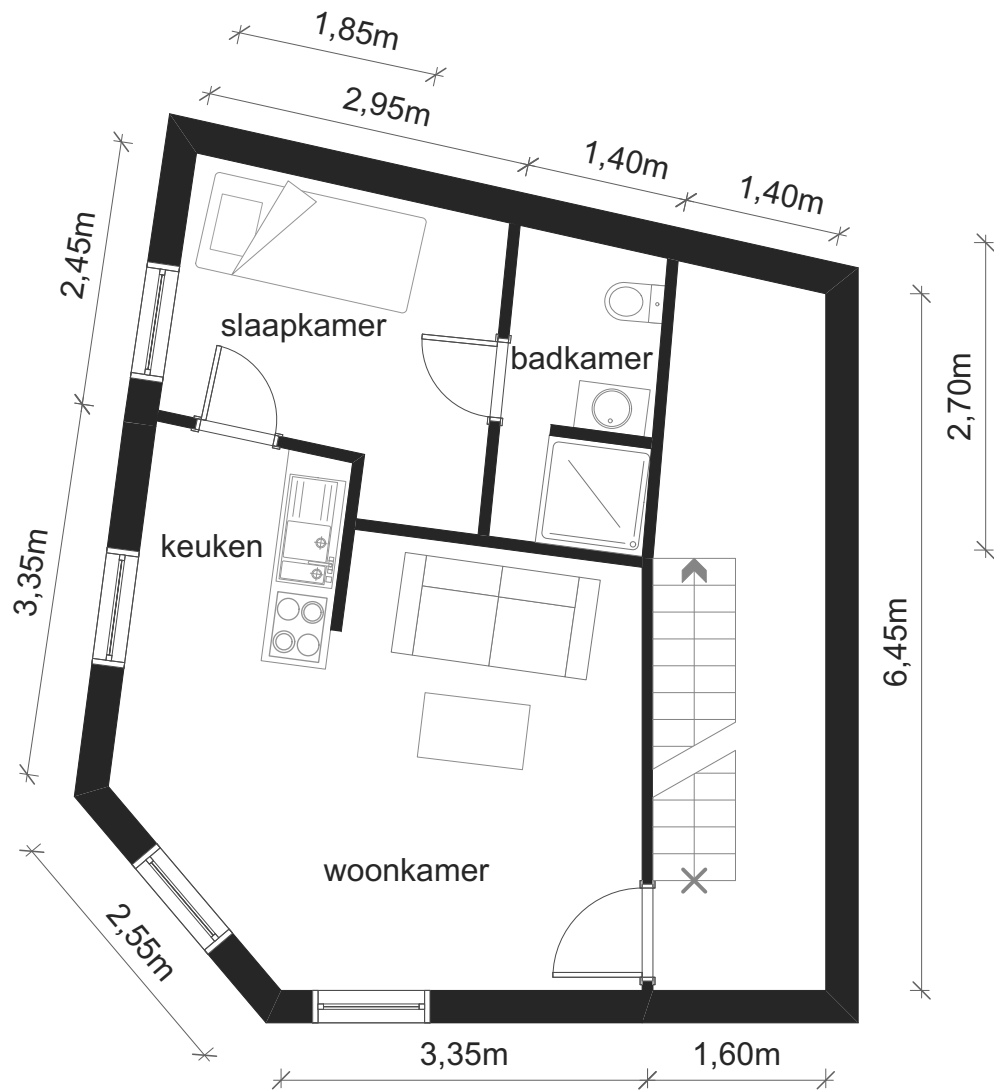 1,85m
2,95m
1,40m
1,40m
2,45m
slaapkamer
badkamer
2,70m
keuken
3,35m
6,45m
woonkamer
2,55m
3,35m
1,60m